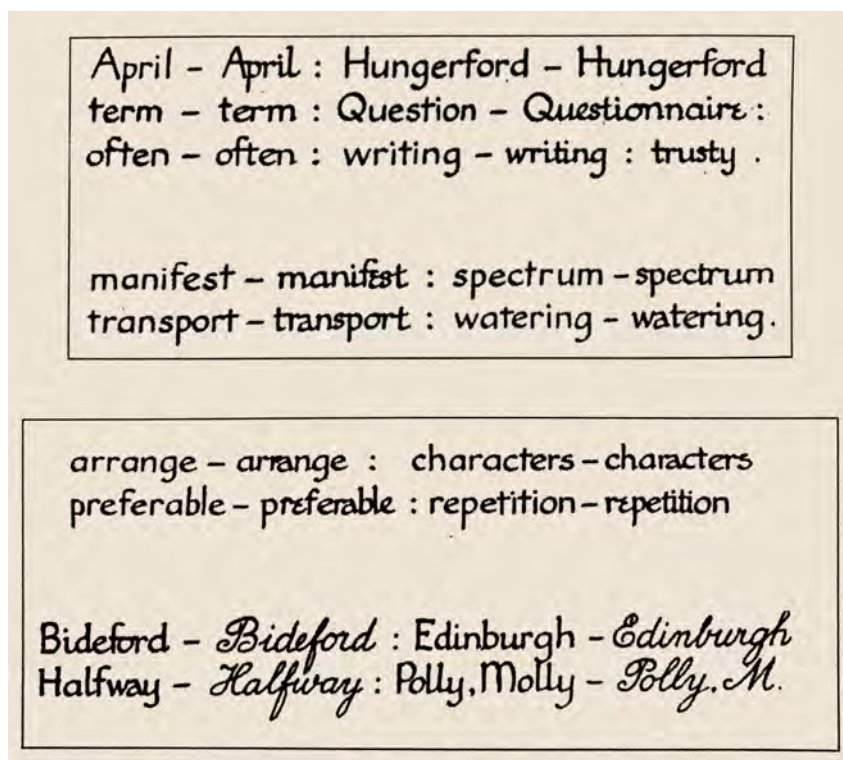 April – April : Hungerford – Hungerford
term – term : Question – Questionnaire :
often – often : writing – writing : trusty .
manifest – manifest : spectrum – spectrum
transport – transport : watering – watering.
arrange – arrange : characters – characters
preferable – preferable : repetition – repetition
Bideford – Bideford : Edinburgh – Edinburgh
Halfway – Halfway : Polly, Molly – Polly, M.